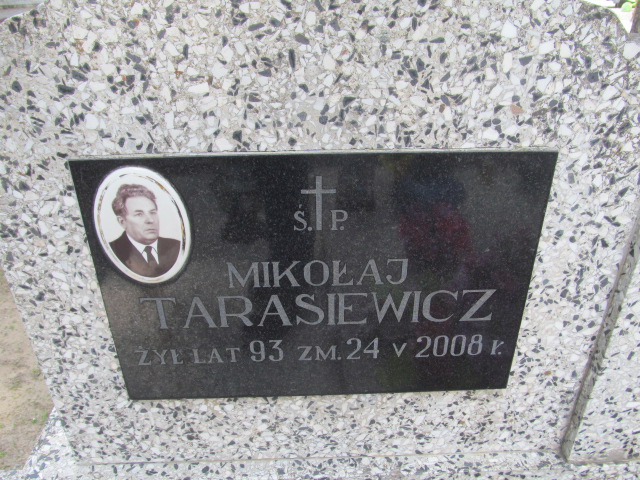 Ś.P.
MIKOŁAJ
TARASIEWICZ
ŻYŁ LAT 93 ZM. 24 V 2008 r.